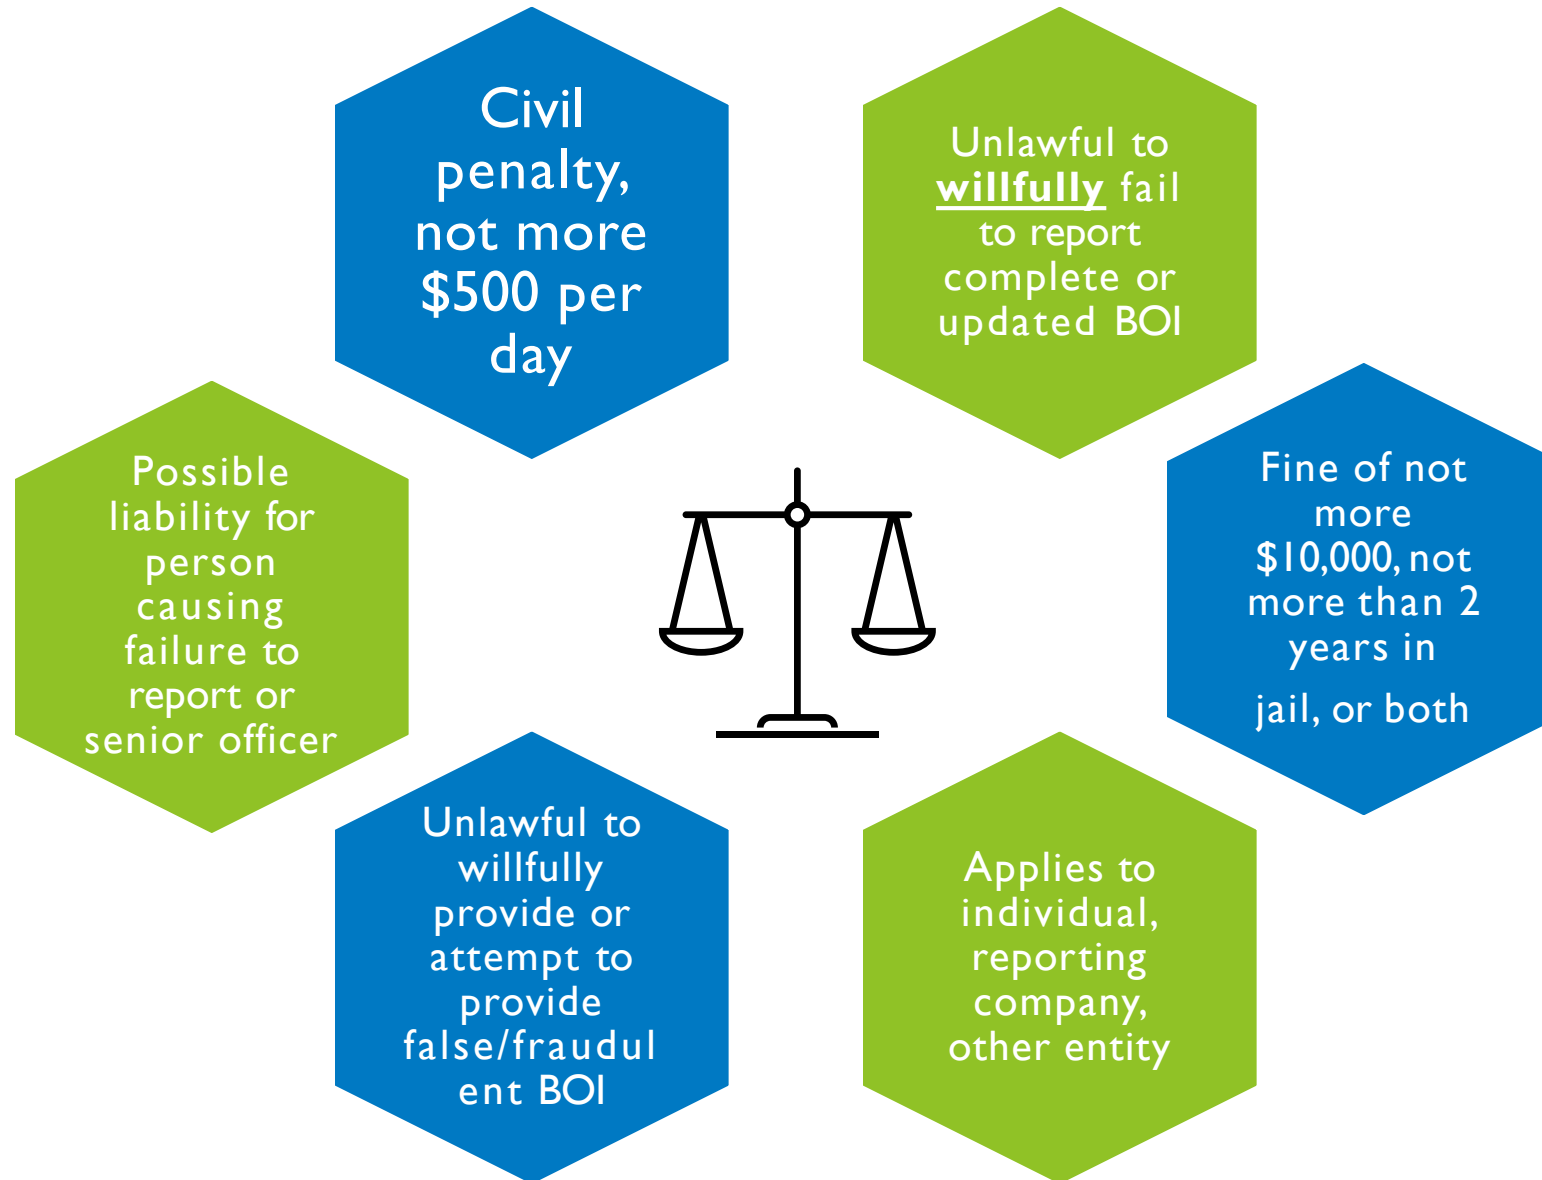 Civil
penalty,
not more
$500 per
day
Unlawful to
willfully fail
to report
complete or
updated BOI
Possible
liability for
person
causing
failure to
report or
senior officer
Fine of not
more
$10,000, not
more than 2
years in
jail, or both
Unlawful to
willfully
provide or
attempt to
provide
false/fraudul
ent BOI
Applies to
individual,
reporting
company,
other entity